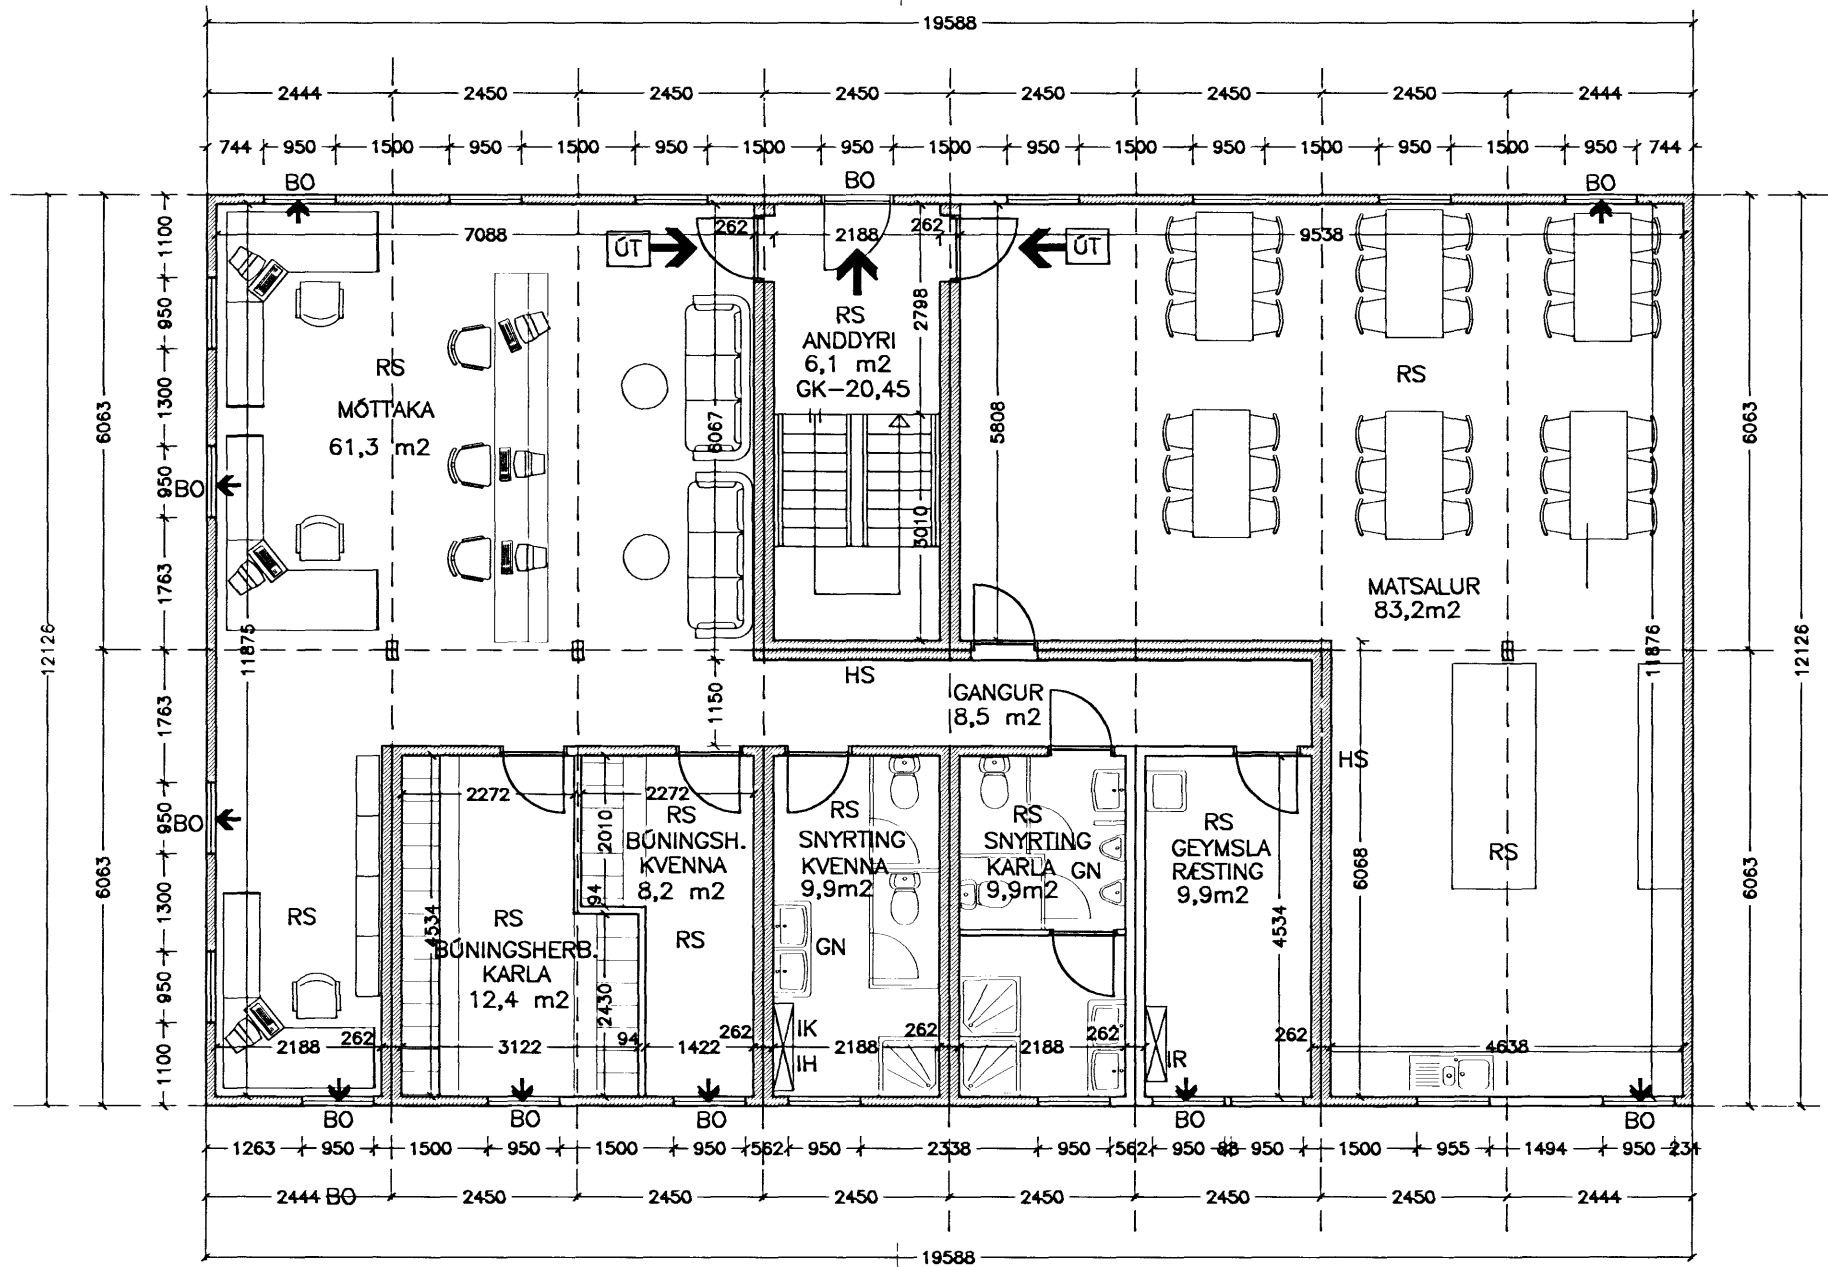 19588
2444 2450 2450 2450 2450 2450 2450 2444
744 950 1500 950 1500 950 1500 950 1500 950 1500 950 1500 950 1500 950 744
BO BO BO
7088 262 2188 262 9538
ÚT ÚT
1100
950
1300
950
1763
1763
950
1300
950
1100
6063
6063
12126
11875
6067
1150
2798
3010
5808
11876
6063
6063
12126
RS
MÓTTAKA
61,3 m2
RS
ANDDYRI
6,1 m2
GK-20,45
RS
MATSALUR
83,2m2
BO
BO
HS
GANGUR
8,5 m2
HS
2272 2272
2010
94
2430
4534
RS
BÚNINGSH.
KVENNA
8,2 m2
RS
RS
SNYRTING
KVENNA
9,9m2
GN
RS
SNYRTING
KARLA GN
9,9m2
RS
GEYMSLA
RÆSTING
9,9m2
4534
6068
RS
RS
RS
BÚNINGSHERB.
KARLA
12,4 m2
IK
IH
IR
2188 262 3122 94 1422 262 2188 262 2188 262 262 4638
BO BO BO BO BO
1263 950 1500 950 1500 950 562 950 2338 950 562 950 88 950 1500 955 1494 950 231
2444 BO 2450 2450 2450 2450 2450 2450 2444
19588